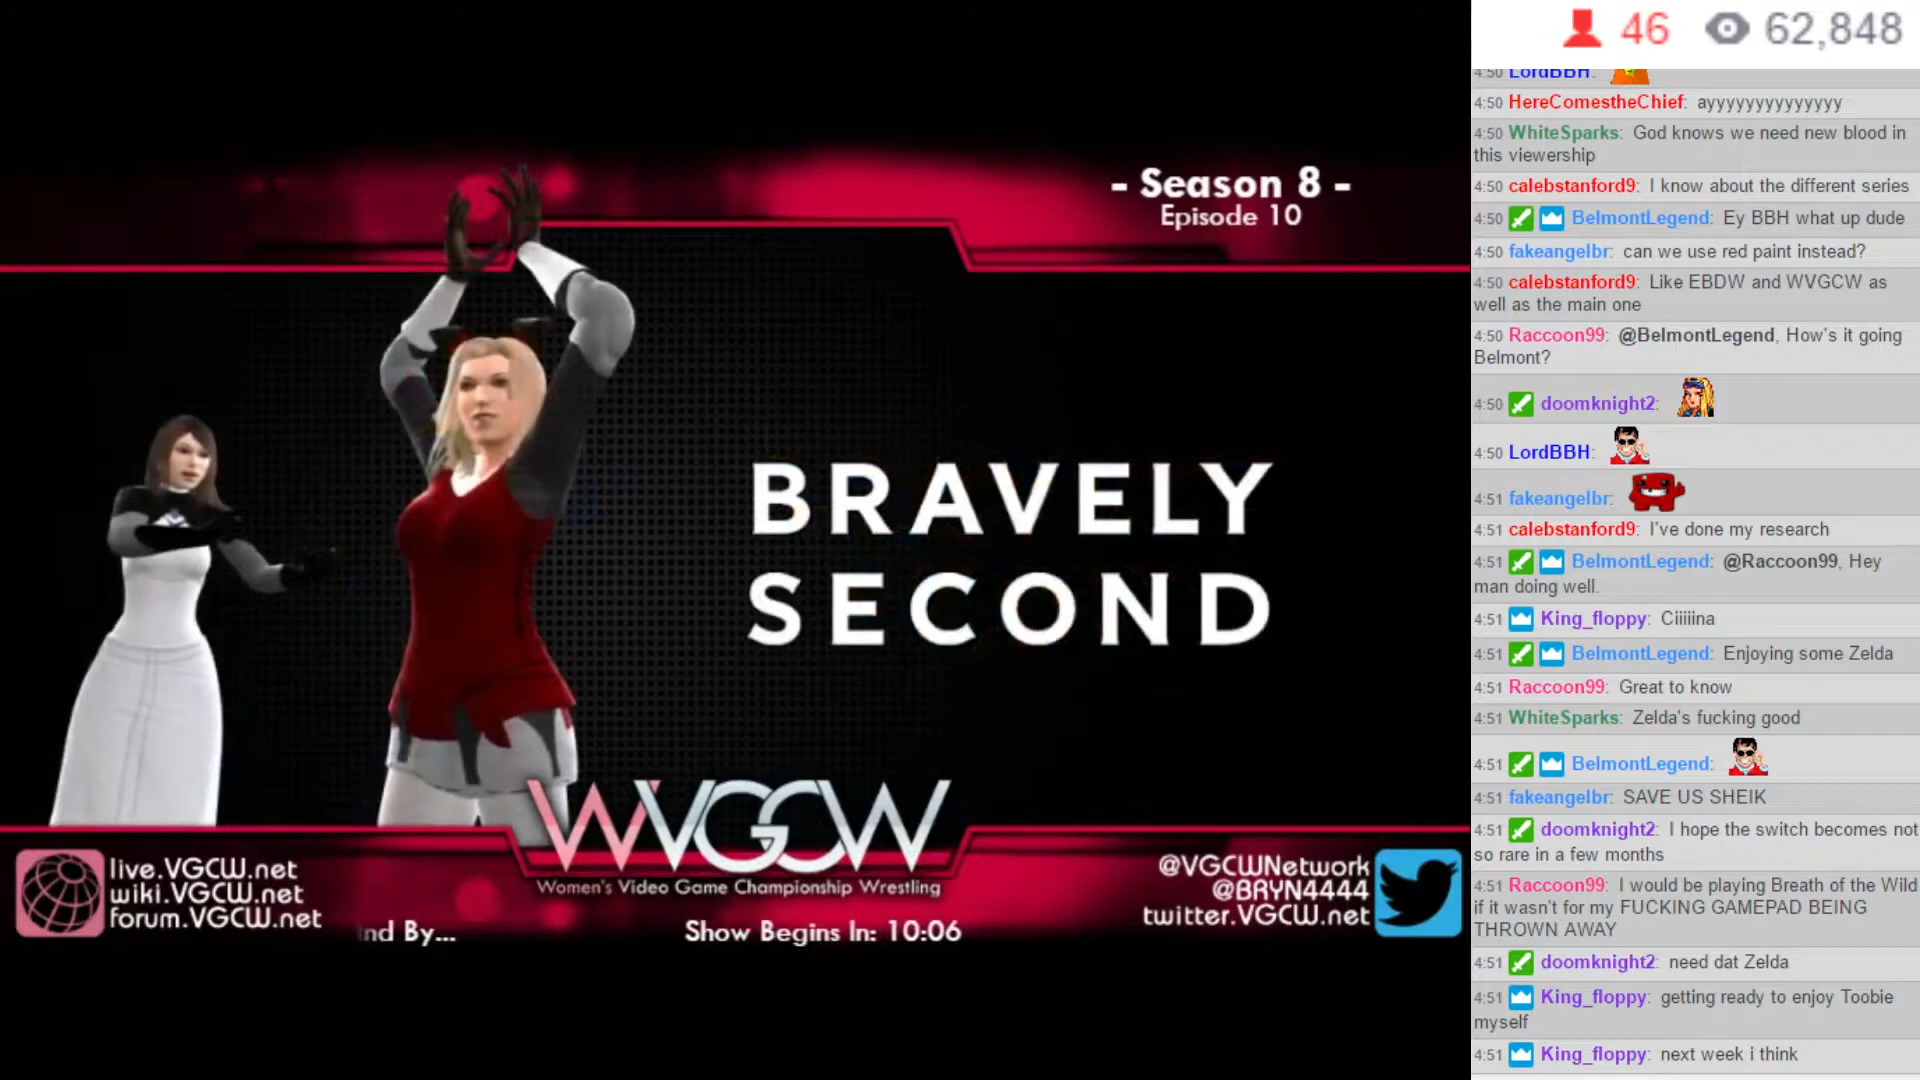 - Season 8 -
Episode 10
BRAVELY
SECOND
WVGCW
Women's Video Game Championship Wrestling
live.VGCW.net
wiki.VGCW.net
forum.VGCW.net
@VGCWNetwork
@BRYN4444
twitter.VGCW.net
ind By...
Show Begins In: 10:06
46 62,848
4:50 LordBBH:
4:50 HereComestheChief: ayyyyyyyyyyyyyy
4:50 WhiteSparks: God knows we need new blood in
this viewership
4:50 calebstanford9: I know about the different series
4:50 BelmontLegend: Ey BBH what up dude
4:50 fakeangelbr: can we use red paint instead?
4:50 calebstanford9: Like EBDW and WVGCW as
well as the main one
4:50 Raccoon99: @BelmontLegend, How's it going
Belmont?
4:50 doomknight2:
4:50 LordBBH:
4:51 fakeangelbr:
4:51 calebstanford9: I've done my research
4:51 BelmontLegend: @Raccoon99, Hey
man doing well.
4:51 King_floppy: Ciiiiina
4:51 BelmontLegend: Enjoying some Zelda
4:51 Raccoon99: Great to know
4:51 WhiteSparks: Zelda's fucking good
4:51 BelmontLegend:
4:51 fakeangelbr: SAVE US SHEIK
4:51 doomknight2: I hope the switch becomes not
so rare in a few months
4:51 Raccoon99: I would be playing Breath of the Wild
if it wasn't for my FUCKING GAMEPAD BEING
THROWN AWAY
4:51 doomknight2: need dat Zelda
4:51 King_floppy: getting ready to enjoy Toobie
myself
4:51 King_floppy: next week i think